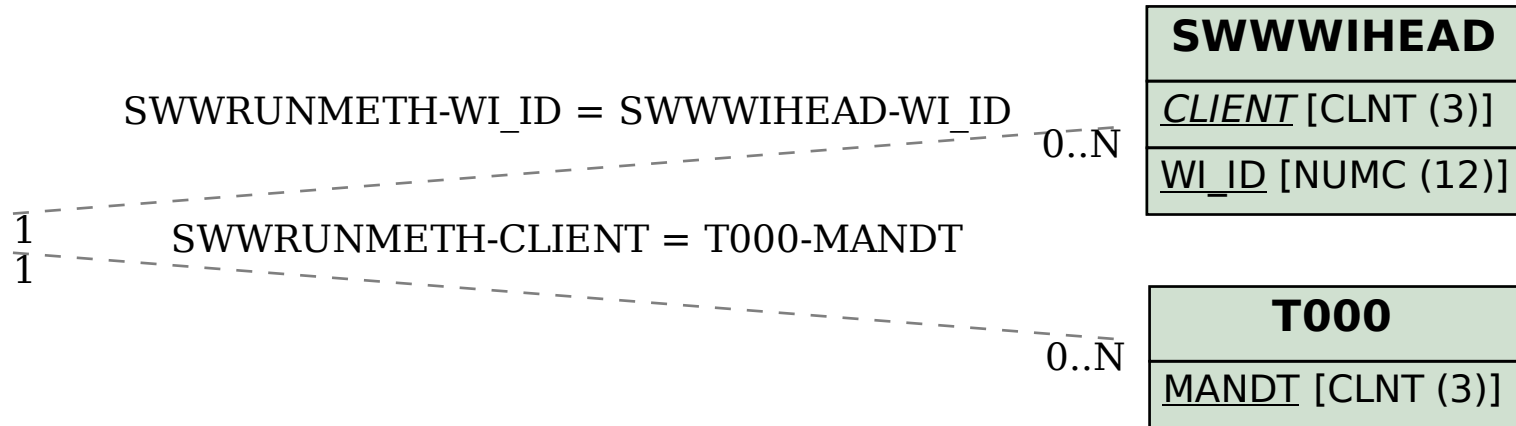 SWWRUNMETH-WI_ID = SWWWIHEAD-WI_ID
0..N
1
SWWRUNMETH-CLIENT = T000-MANDT
1
0..N
SWWWIHEAD
CLIENT [CLNT (3)]
WI_ID [NUMC (12)]
T000
MANDT [CLNT (3)]